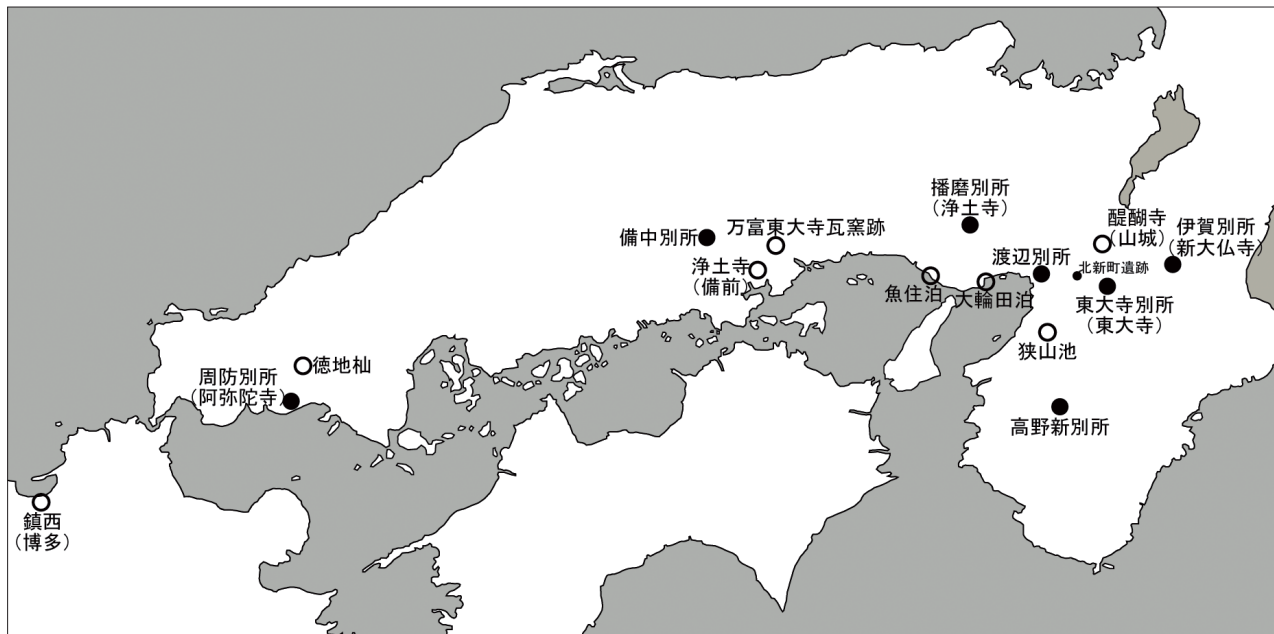 播磨別所
（浄土寺）
醍醐寺
（山城）
伊賀別所
（新大仏寺）
備中別所
万富東大寺瓦窯跡
浄土寺
（備前）
渡辺別所
北新町遺跡
魚住泊
大輪田泊
東大寺別所
（東大寺）
狭山池
徳地杣
周防別所
（阿弥陀寺）
高野新別所
鎮西
（博多）